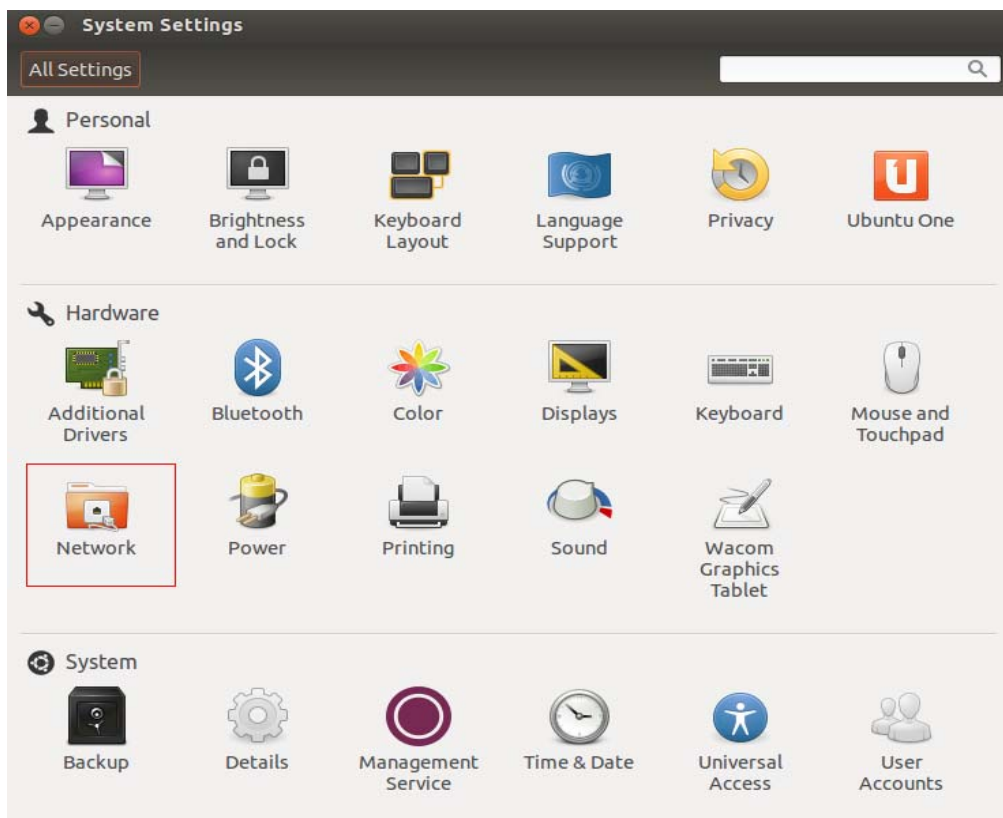 System Settings
All Settings
Personal
Appearance
Brightness
and Lock
Keyboard
Layout
Language
Support
Privacy
Ubuntu One
Hardware
Additional
Drivers
Bluetooth
Color
Displays
Keyboard
Mouse and
Touchpad
Network
Power
Printing
Sound
Wacom
Graphics
Tablet
System
Backup
Details
Management
Service
Time & Date
Universal
Access
User
Accounts